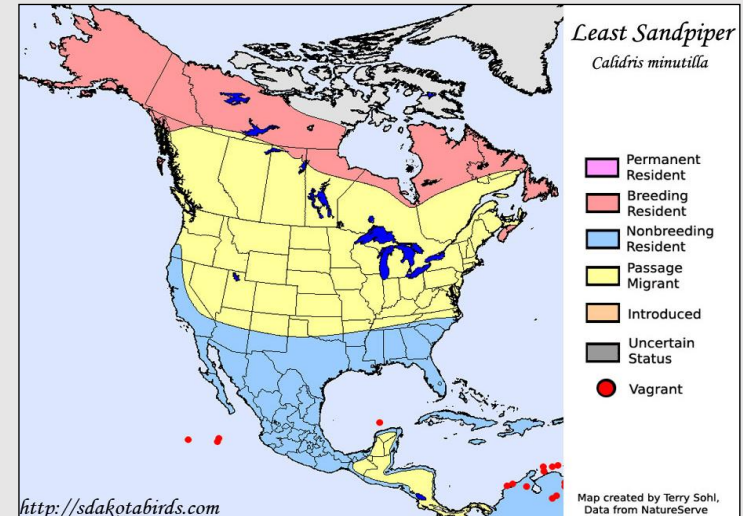 Least Sandpiper
Calidris minutilla
Permanent
Resident
Breeding
Resident
Nonbreeding
Resident
Passage
Migrant
Introduced
Uncertain
Status
Vagrant
http://sdakotabirds.com
Map created by Terry Sohl,
Data from NatureServe